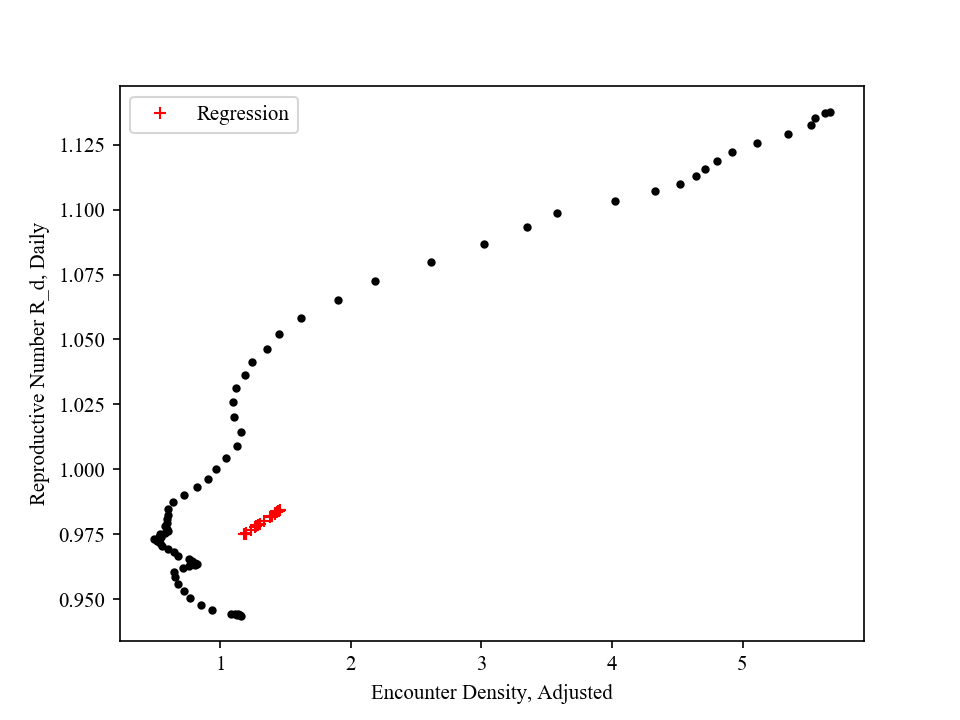 Regression
1.125
1.100
1.075
1.050
1.025
1.000
0.975
0.950
Reproductive Number R_d, Daily
1 2 3 4 5
Encounter Density, Adjusted